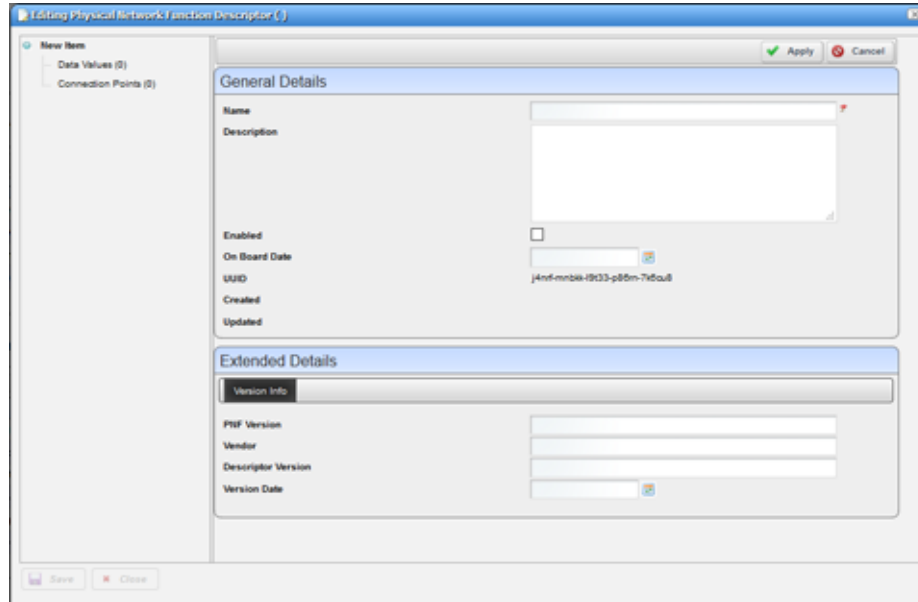 Editing Physical Network Function Descriptor ( )
New Item
Data Values (0)
Connection Points (0)
Apply Cancel
General Details
Name
Description
Enabled
On Board Date
UUID
Created
Updated
Extended Details
Version Info
PNF Version
Vendor
Descriptor Version
Version Date
Save Close